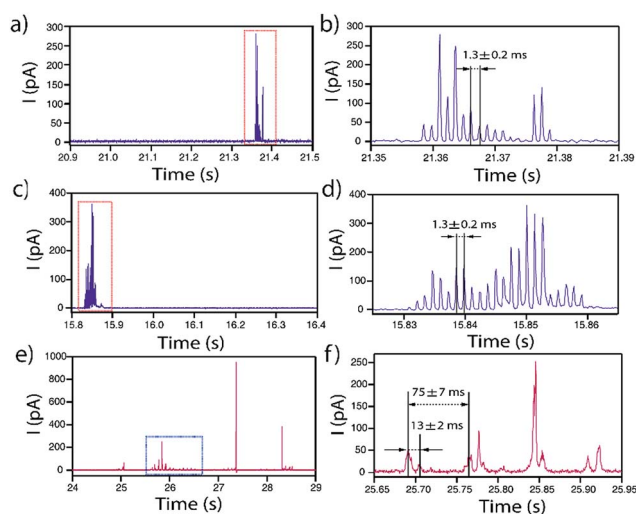 a)
I (pA)
300
250
200
150
100
50
0
20.9 21.0 21.1 21.2 21.3 21.4 21.5
Time (s)
b)
I (pA)
300
250
200
150
100
50
0
1.3±0.2 ms
21.35 21.36 21.37 21.38 21.39
Time (s)
c)
I (pA)
400
300
200
100
0
15.8 15.9 16.0 16.1 16.2 16.3 16.4
Time (s)
d)
I (pA)
400
300
200
100
0
1.3±0.2 ms
15.83 15.84 15.85 15.86
Time (s)
e)
I (pA)
1000
800
600
400
200
0
24 25 26 27 28 29
Time (s)
f)
I (pA)
250
200
150
100
50
0
75±7 ms
13±2 ms
25.65 25.70 25.75 25.80 25.85 25.90 25.95
Time (s)